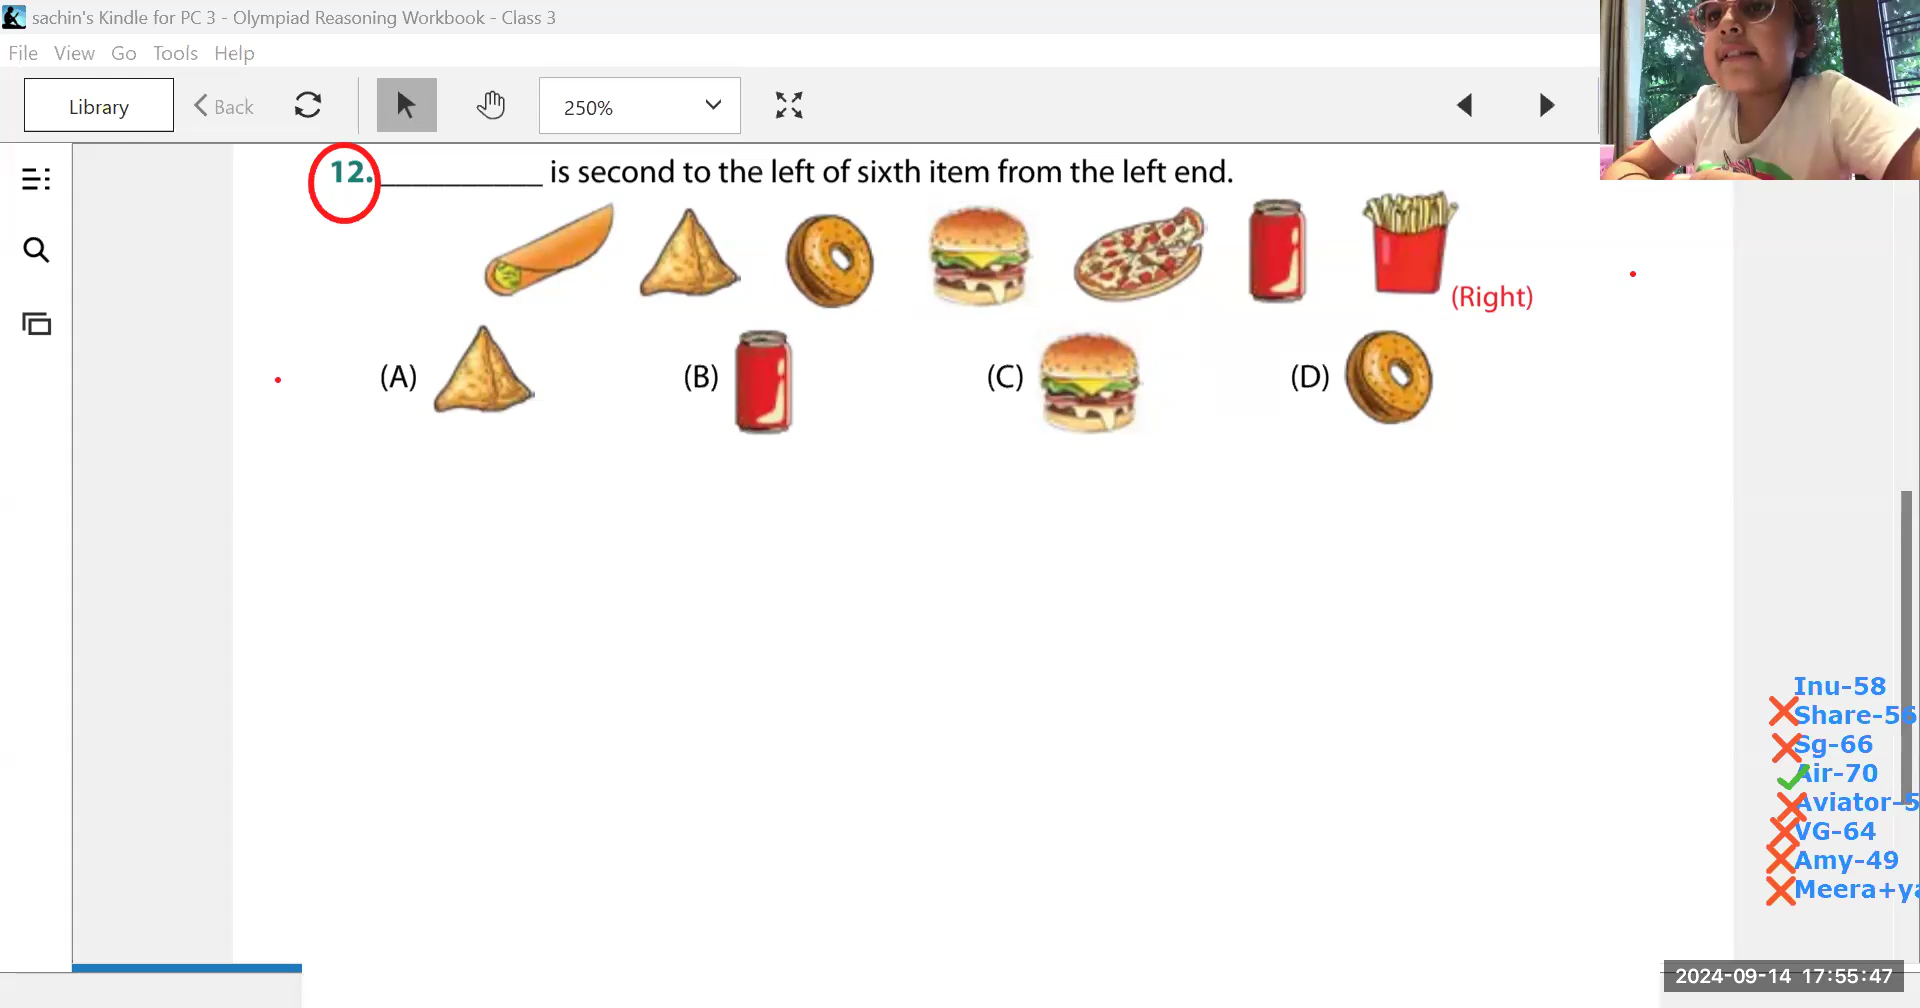 sachin's Kindle for PC 3 - Olympiad Reasoning Workbook - Class 3
File View Go Tools Help
Library Back 250%
12. __________ is second to the left of sixth item from the left end.
(Right)
(A) (B) (C) (D)
Inu-58
Share-56
Sg-66
Air-70
Aviator-5
VG-64
Amy-49
Meera+ya
2024-09-14 17:55:47